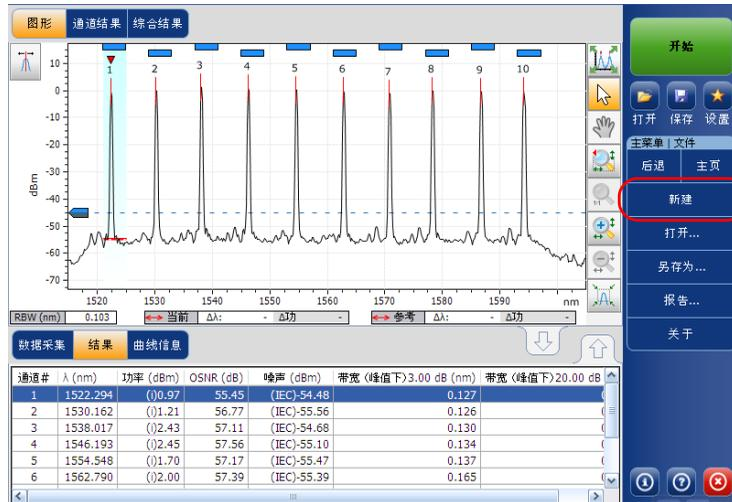 图形 通道结果 综合结果
开始
打开 保存 设置
主菜单 | 文件
后退 主页
新建
打开...
另存为...
报告...
关于
1 2 3 4 5 6 7 8 9 10
10
0
-10
-20
-30
-40
-50
-60
-70
dBm
1:1
1520 1530 1540 1550 1560 1570 1580 1590 nm
RBW (nm) 0.103 当前 Δλ: - Δ功 - 参考 Δλ: - Δ功 -
数据采集 结果 曲线信息
通道# λ (nm) 功率 (dBm) OSNR (dB) 噪声 (dBm) 带宽 (峰值下)3.00 dB (nm) 带宽 (峰值下)20.00 dB
1 1522.294 (i)0.97 55.45 (IEC)-54.48 0.127
2 1530.162 (i)1.21 56.77 (IEC)-55.56 0.126
3 1538.017 (i)2.43 57.11 (IEC)-54.68 0.130
4 1546.193 (i)2.45 57.56 (IEC)-55.10 0.134
5 1554.548 (i)1.70 57.17 (IEC)-55.47 0.137
6 1562.790 (i)2.00 57.39 (IEC)-55.39 0.165